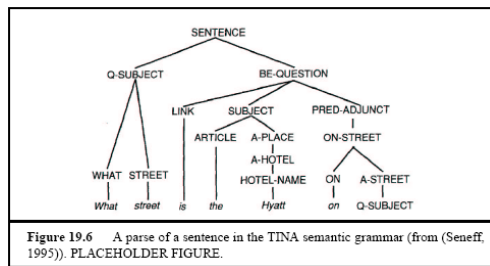 SENTENCE
Q-SUBJECT BE-QUESTION
LINK SUBJECT PRED-ADJUNCT
ARTICLE A-PLACE ON-STREET
A-HOTEL
WHAT STREET HOTEL-NAME ON A-STREET
What street is the Hyatt on Q-SUBJECT
Figure 19.6 A parse of a sentence in the TINA semantic grammar (from (Seneff,
1995)). PLACEHOLDER FIGURE.